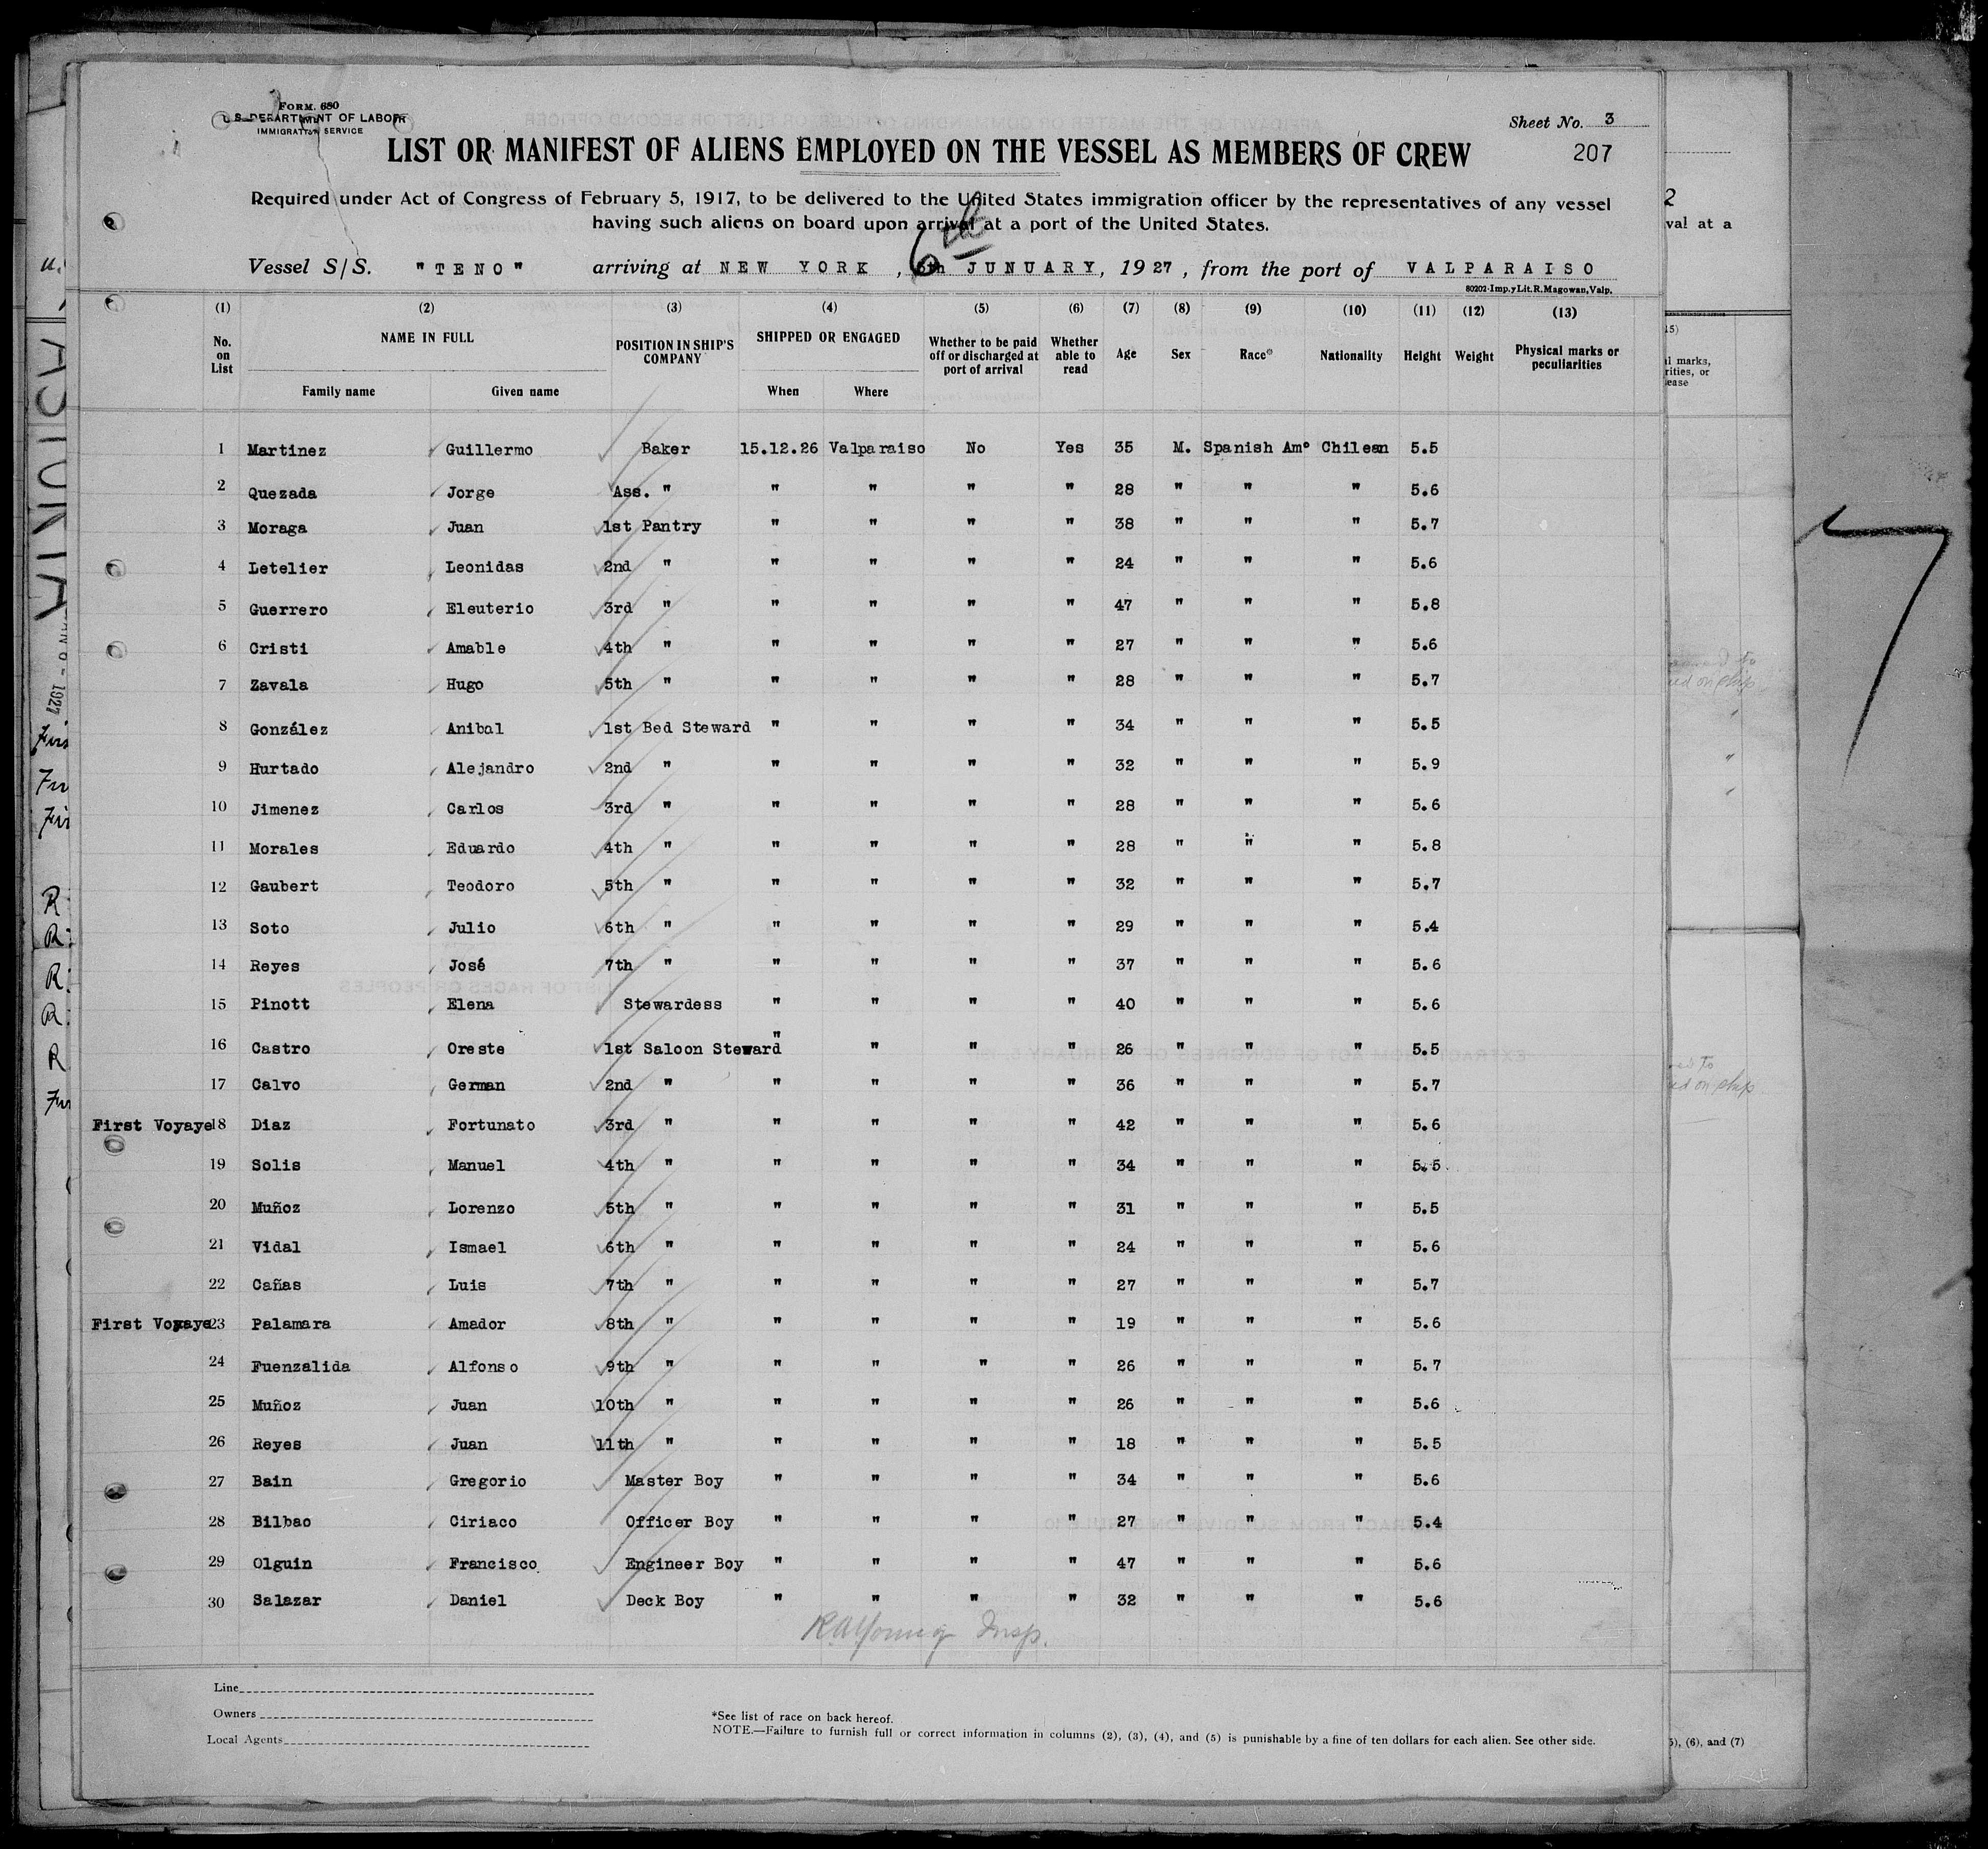 FORM. 680
U. S. DEPARTMENT OF LABOR
IMMIGRATION SERVICE
Sheet No. 3
LIST OR MANIFEST OF ALIENS EMPLOYED ON THE VESSEL AS MEMBERS OF CREW
207
Required under Act of Congress of February 5, 1917, to be delivered to the United States immigration officer by the representatives of any vessel
having such aliens on board upon arrival at a port of the United States.
Vessel S/S. "TENO" arriving at NEW YORK, 6th JUNUARY, 1927, from the port of VALPARAISO
80202-Imp.yLit.R.Magowan,Valp.
(1) (2) (3) (4) (5) (6) (7) (8) (9) (10) (11) (12) (13)
No. on List NAME IN FULL POSITION IN SHIP'S COMPANY SHIPPED OR ENGAGED Whether to be paid off or discharged at port of arrival Whether able to read Age Sex Race* Nationality Height Weight Physical marks or peculiarities
Family name Given name When Where
1 Martinez Guillermo Baker 15.12.26 Valparaiso No Yes 35 M. Spanish Am° Chilean 5.5
2 Quezada Jorge Ass. " " " " " 28 " " " 5.6
3 Moraga Juan 1st Pantry " " " " 38 " " " 5.7
4 Letelier Leonidas 2nd " " " " " 24 " " " 5.6
5 Guerrero Eleuterio 3rd " " " " " 47 " " " 5.8
6 Cristi Amable 4th " " " " " 27 " " " 5.6
7 Zavala Hugo 5th " " " " " 28 " " " 5.7
8 González Anibal 1st Bed Steward " " " " 34 " " " 5.5
9 Hurtado Alejandro 2nd " " " " " 32 " " " 5.9
10 Jimenez Carlos 3rd " " " " " 28 " " " 5.6
11 Morales Eduardo 4th " " " " " 28 " " " 5.8
12 Gaubert Teodoro 5th " " " " " 32 " " " 5.7
13 Soto Julio 6th " " " " " 29 " " " 5.4
14 Reyes José 7th " " " " " 37 " " " 5.6
15 Pinott Elena Stewardess " " " " 40 " " " 5.6
16 Castro Oreste 1st Saloon Steward " " " " 26 " " " 5.5
17 Calvo German 2nd " " " " " 36 " " " 5.7
First Voyaye 18 Diaz Fortunato 3rd " " " " " 42 " " " 5.6
19 Solis Manuel 4th " " " " " 34 " " " 5.5
20 Muñoz Lorenzo 5th " " " " " 31 " " " 5.5
21 Vidal Ismael 6th " " " " " 24 " " " 5.6
22 Cañas Luis 7th " " " " " 27 " " " 5.7
First Voyaye 23 Palamara Amador 8th " " " " " 19 " " " 5.6
24 Fuenzalida Alfonso 9th " " " " " 26 " " " 5.7
25 Muñoz Juan 10th " " " " " 26 " " " 5.6
26 Reyes Juan 11th " " " " " 18 " " " 5.5
27 Bain Gregorio Master Boy " " " " 34 " " " 5.6
28 Bilbao Ciriaco Officer Boy " " " " 27 " " " 5.4
29 Olguin Francisco Engineer Boy " " " " 47 " " " 5.6
30 Salazar Daniel Deck Boy " " " " 32 " " " 5.6
R.A. Young Insp.
Line
Owners
Local Agents
*See list of race on back hereof.
NOTE.—Failure to furnish full or correct information in columns (2), (3), (4), and (5) is punishable by a fine of ten dollars for each alien. See other side.
2
val at a
5), (6), and (7)
7